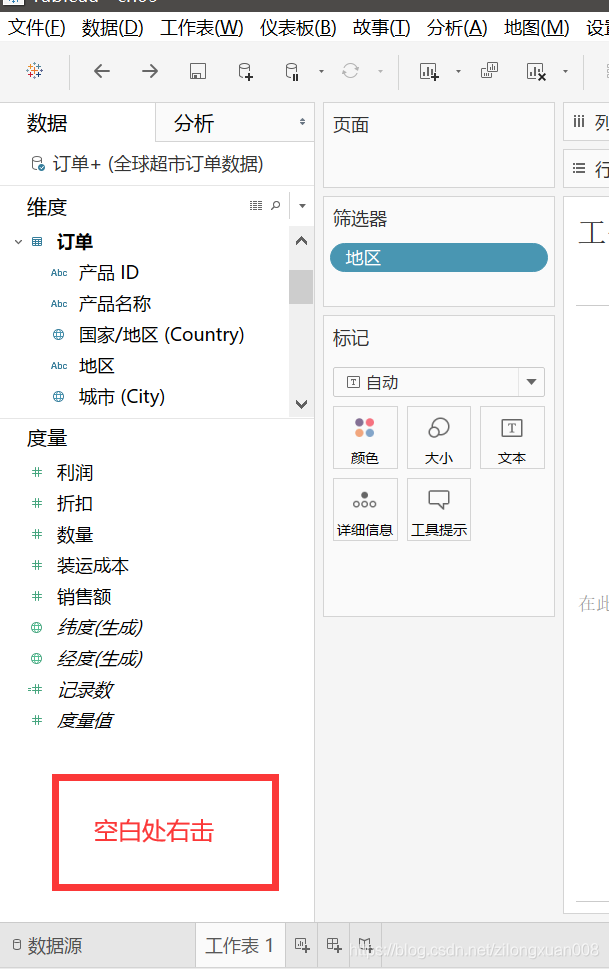 文件(F) 数据(D) 工作表(W) 仪表板(B) 故事(T) 分析(A) 地图(M) 设
数据 分析
订单+ (全球超市订单数据)
维度
订单
Abc 产品 ID
Abc 产品名称
国家/地区 (Country)
Abc 地区
城市 (City)
度量
利润
折扣
数量
装运成本
销售额
纬度(生成)
经度(生成)
记录数
度量值
空白处右击
页面
筛选器
地区
标记
自动
颜色 大小 文本
详细信息 工具提示
列
行
工
在此
数据源 工作表 1
https://blog.csdn.net/zilongxuan008